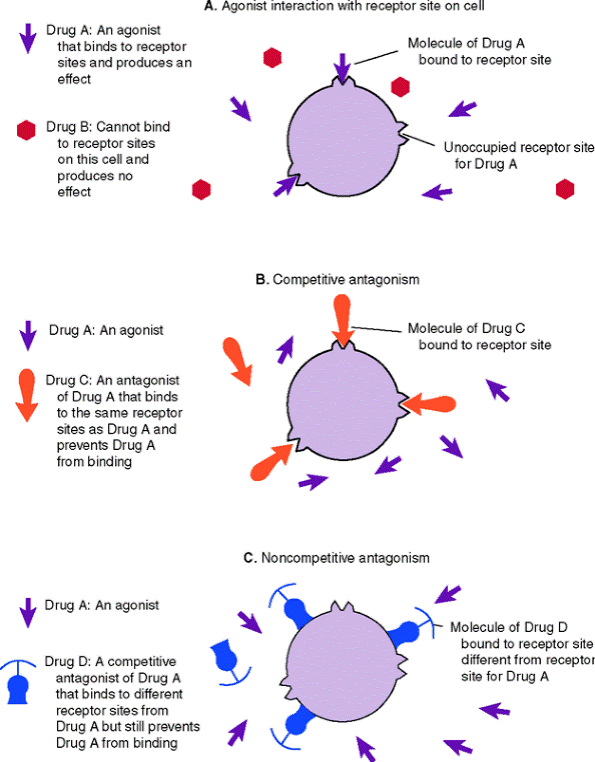 A. Agonist interaction with receptor site on cell
Drug A: An agonist
that binds to receptor
sites and produces an
effect
Molecule of Drug A
bound to receptor site
Drug B: Cannot bind
to receptor sites
on this cell and
produces no
effect
Unoccupied receptor site
for Drug A
B. Competitive antagonism
Drug A: An agonist
Molecule of Drug C
bound to receptor site
Drug C: An antagonist
of Drug A that binds
to the same receptor
sites as Drug A and
prevents Drug A
from binding
C. Noncompetitive antagonism
Drug A: An agonist
Molecule of Drug D
bound to receptor site
different from receptor
site for Drug A
Drug D: A competitive
antagonist of Drug A
that binds to different
receptor sites from
Drug A but still prevents
Drug A from binding